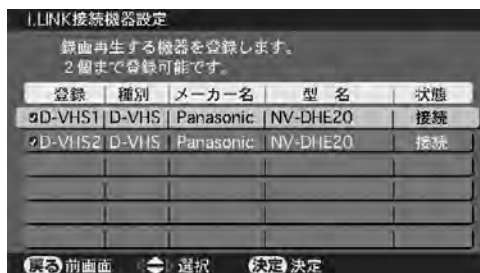 i.LINK接続機器設定
録画再生する機器を登録します。
2個まで登録可能です。
登録 種別 メーカー名 型 名 状態
D-VHS1 D-VHS Panasonic NV-DHE20 接続
D-VHS2 D-VHS Panasonic NV-DHE20 接続
戻る 前画面 選択 決定 決定